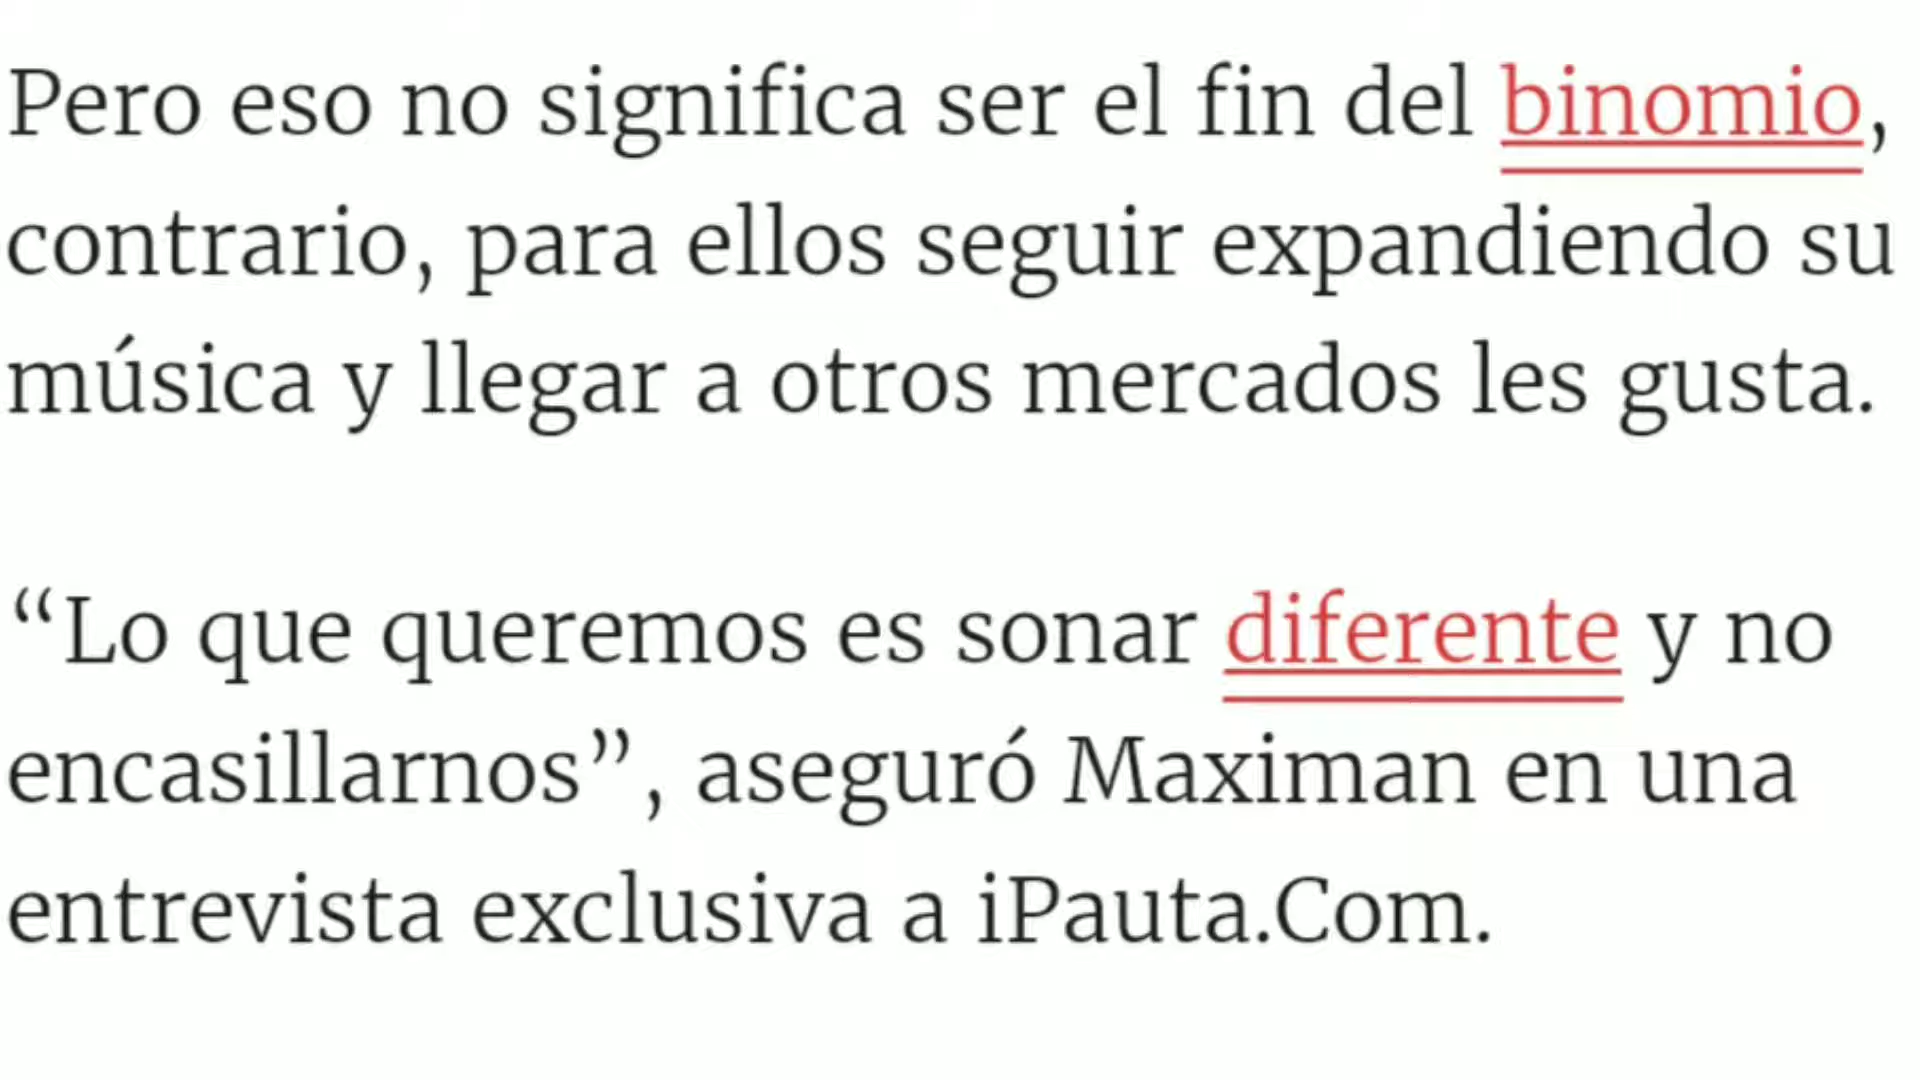 Pero eso no significa ser el fin del binomio,
contrario, para ellos seguir expandiendo su
música y llegar a otros mercados les gusta.
“Lo que queremos es sonar diferente y no
encasillarnos”, aseguró Maximan en una
entrevista exclusiva a iPauta.Com.